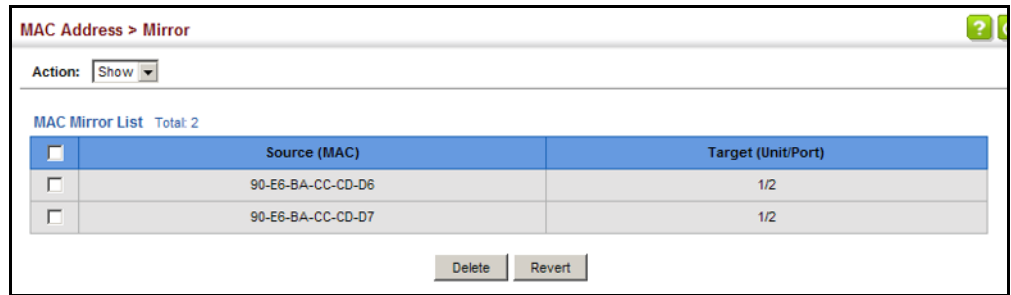 MAC Address > Mirror ?
Action: Show
MAC Mirror List Total: 2
Source (MAC) Target (Unit/Port)
90-E6-BA-CC-CD-D6 1/2
90-E6-BA-CC-CD-D7 1/2
Delete Revert